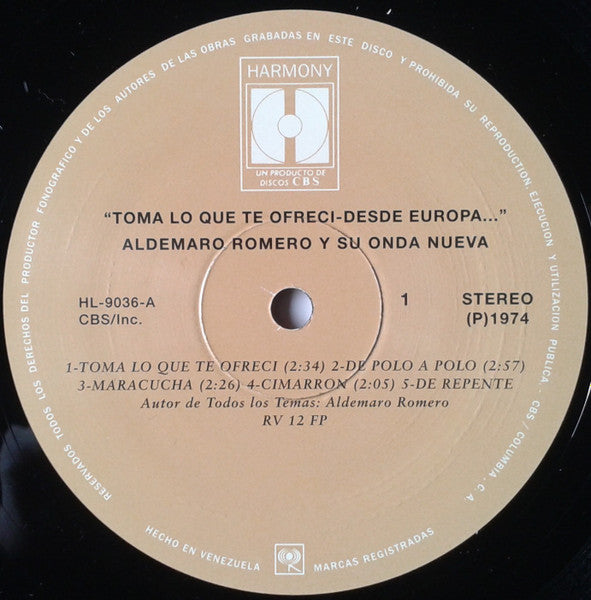 RESERVADOS TODOS LOS DERECHOS DEL PRODUCTOR FONOGRAFICO Y DE LOS AUTORES DE LAS OBRAS GRABADAS EN ESTE DISCO Y PROHIBIDA SU REPRODUCCION, EJECUCION Y UTILIZACION PUBLICA. CBS / COLUMBIA, C. A.
HARMONY
UN PRODUCTO DE
DISCOS CBS
"TOMA LO QUE TE OFRECI-DESDE EUROPA..."
ALDEMARO ROMERO Y SU ONDA NUEVA
HL-9036-A
CBS/Inc.
1
STEREO
(P)1974
1-TOMA LO QUE TE OFRECI (2:34) 2-DE POLO A POLO (2:57)
3-MARACUCHA (2:26) 4-CIMARRON (2:05) 5-DE REPENTE
Autor de Todos los Temas: Aldemaro Romero
RV 12 FP
HECHO EN VENEZUELA
MARCAS REGISTRADAS